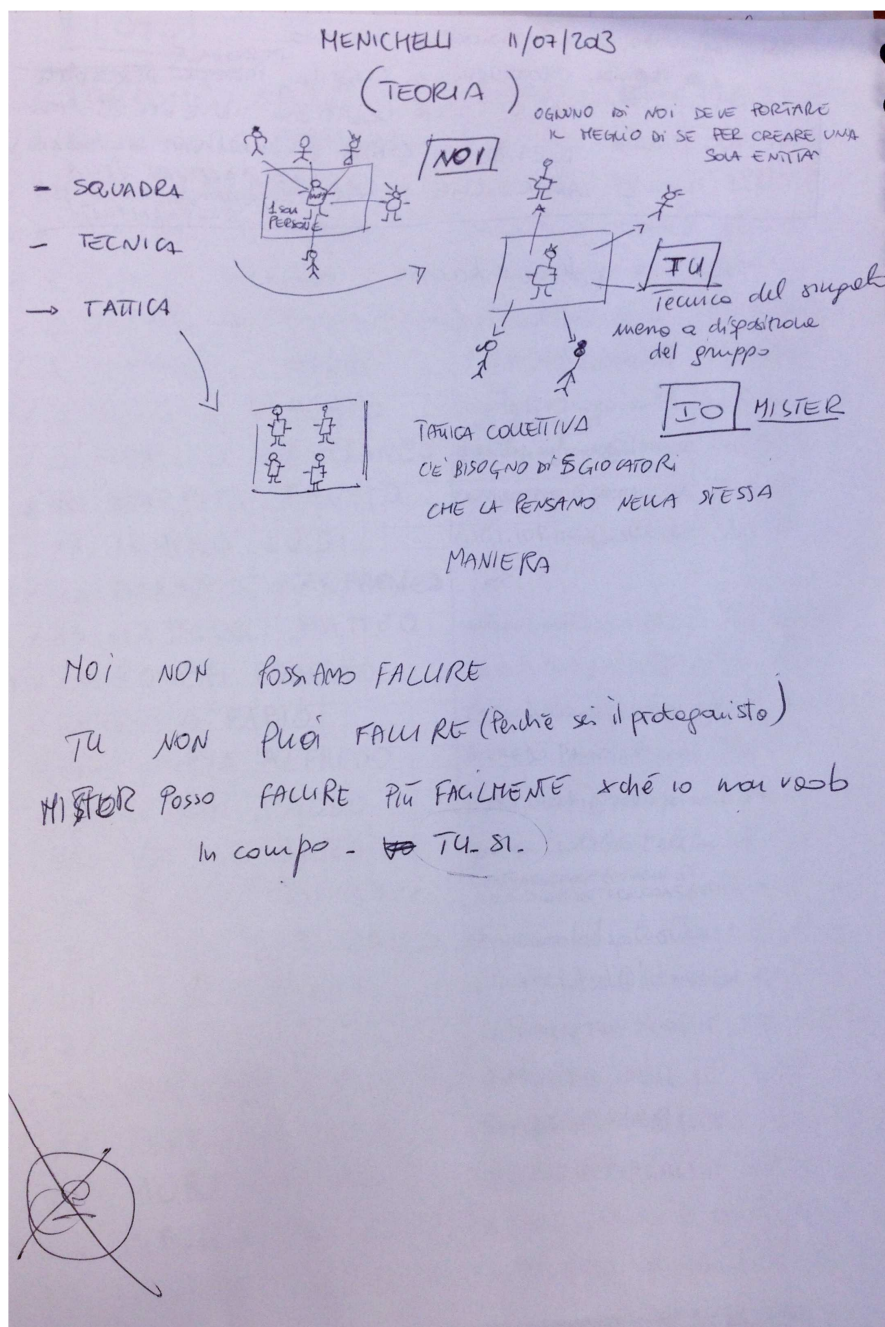 MENICHELLI 11/07/2013
(TEORIA)
OGNUNO DI NOI DEVE PORTARE
IL MEGLIO DI SE PER CREARE UNA
SOLA ENTITA'
NOI
- SQUADRA
1 SOLA
PERSONE
- TECNICA
→ TATTICA
TU
Tecnica del singolo
messo a disposizione
del gruppo
IO MISTER
TATTICA COLLETTIVA
C'E' BISOGNO DI 5 GIOCATORI
CHE LA PENSANO NELLA STESSA
MANIERA
NOI NON POSSIAMO FALLIRE
TU NON PUOI FALLIRE (Perchè sei il protagonista)
MISTER POSSO FALLIRE PIÙ FACILMENTE xché io non vado
In campo - TU SI.